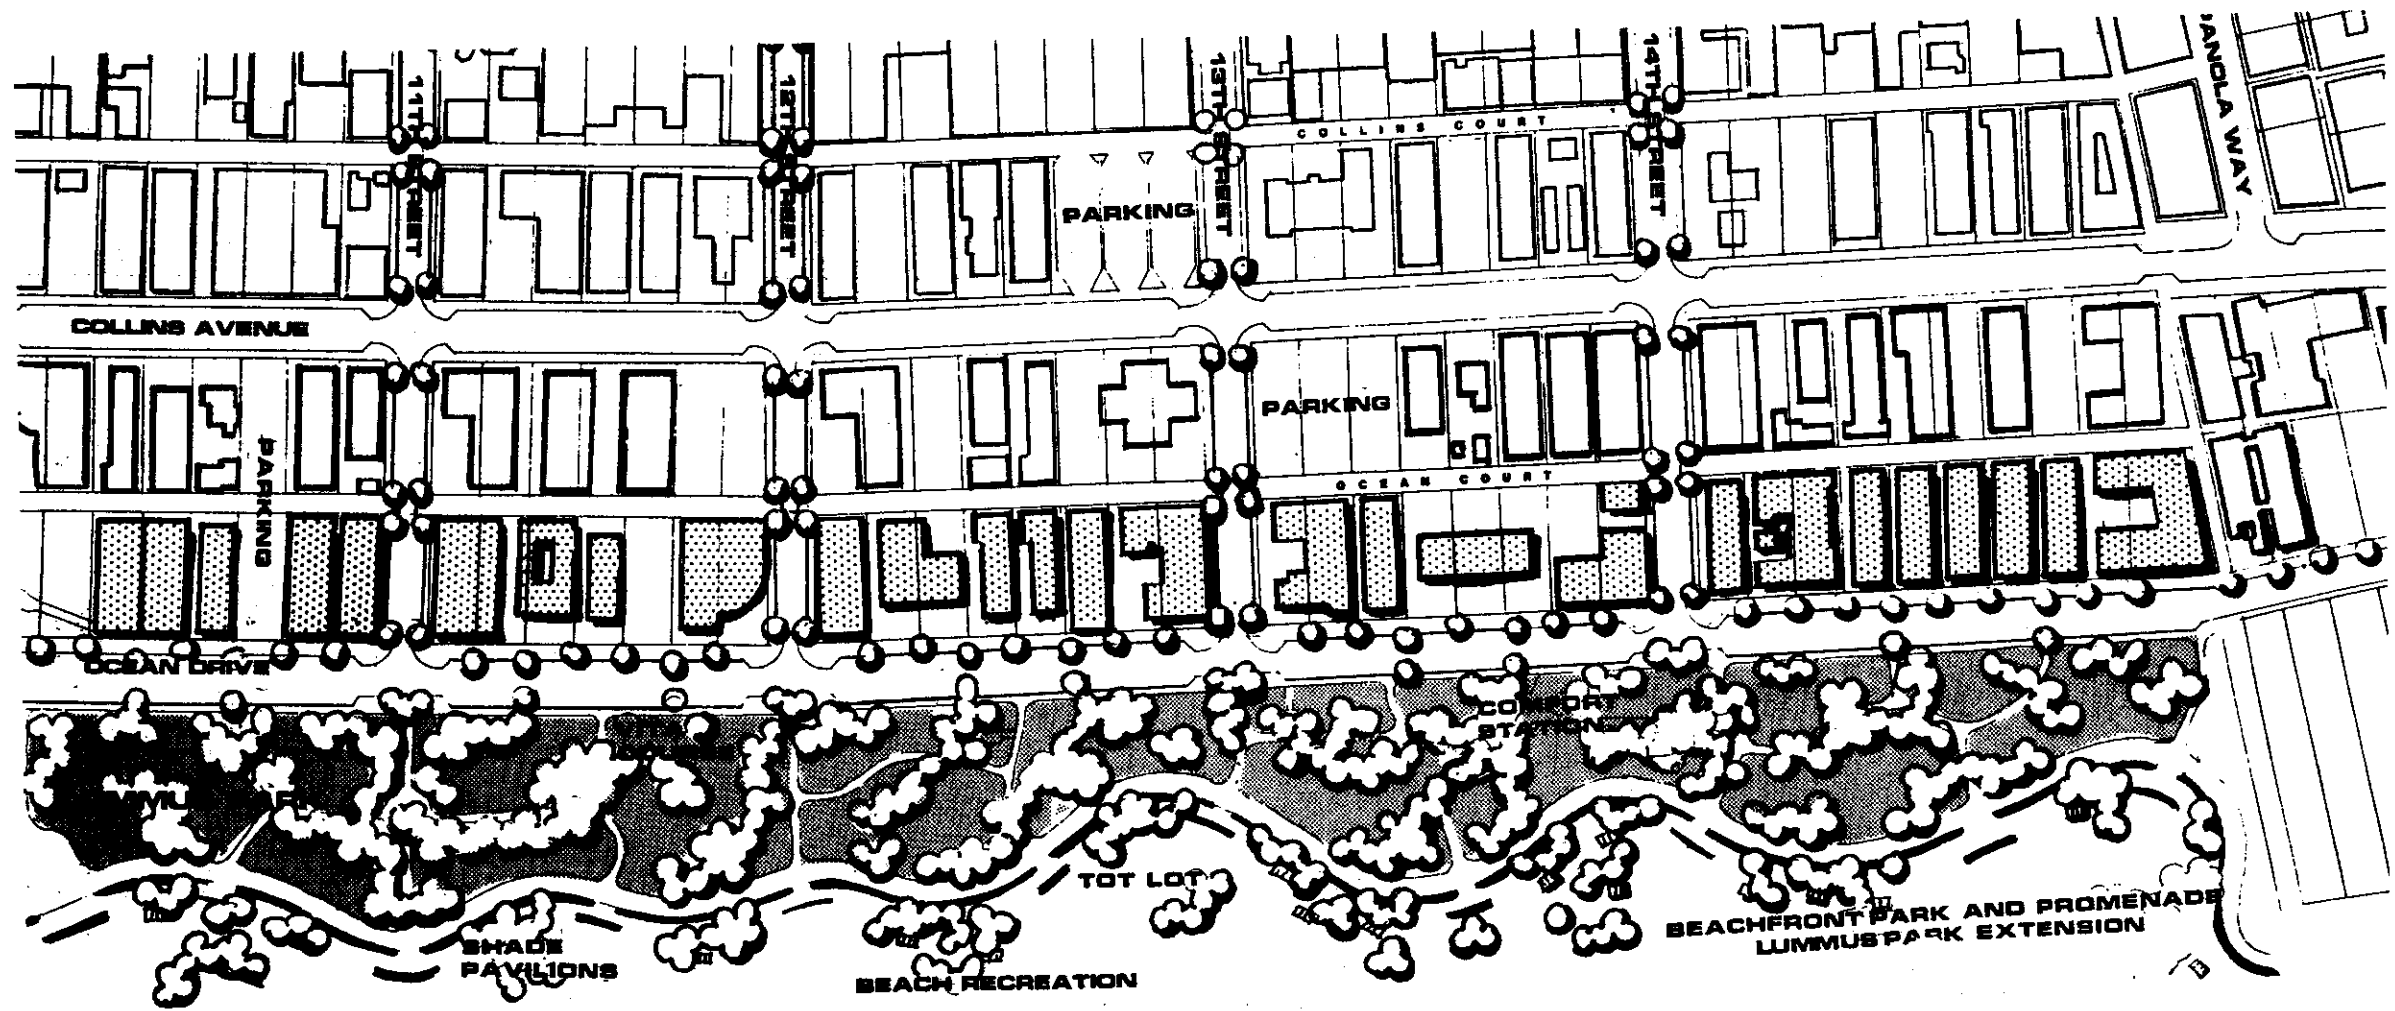 11TH STREET
12TH STREET
13TH STREET
14TH STREET
WAY
COLLINS COURT
PARKING
COLLINS AVENUE
PARKING
PARKING
OCEAN COURT
OCEAN DRIVE
COMFORT
STATION
TOT LOT
BEACHFRONT PARK AND PROMENADE
LUMMUS PARK EXTENSION
SHADE
PAVILIONS
BEACH RECREATION